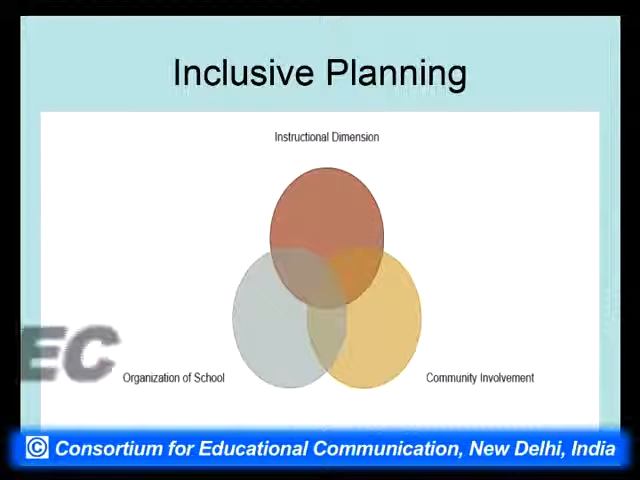 Inclusive Planning
Instructional Dimension
EC
Organization of School
Community Involvement
© Consortium for Educational Communication, New Delhi, India